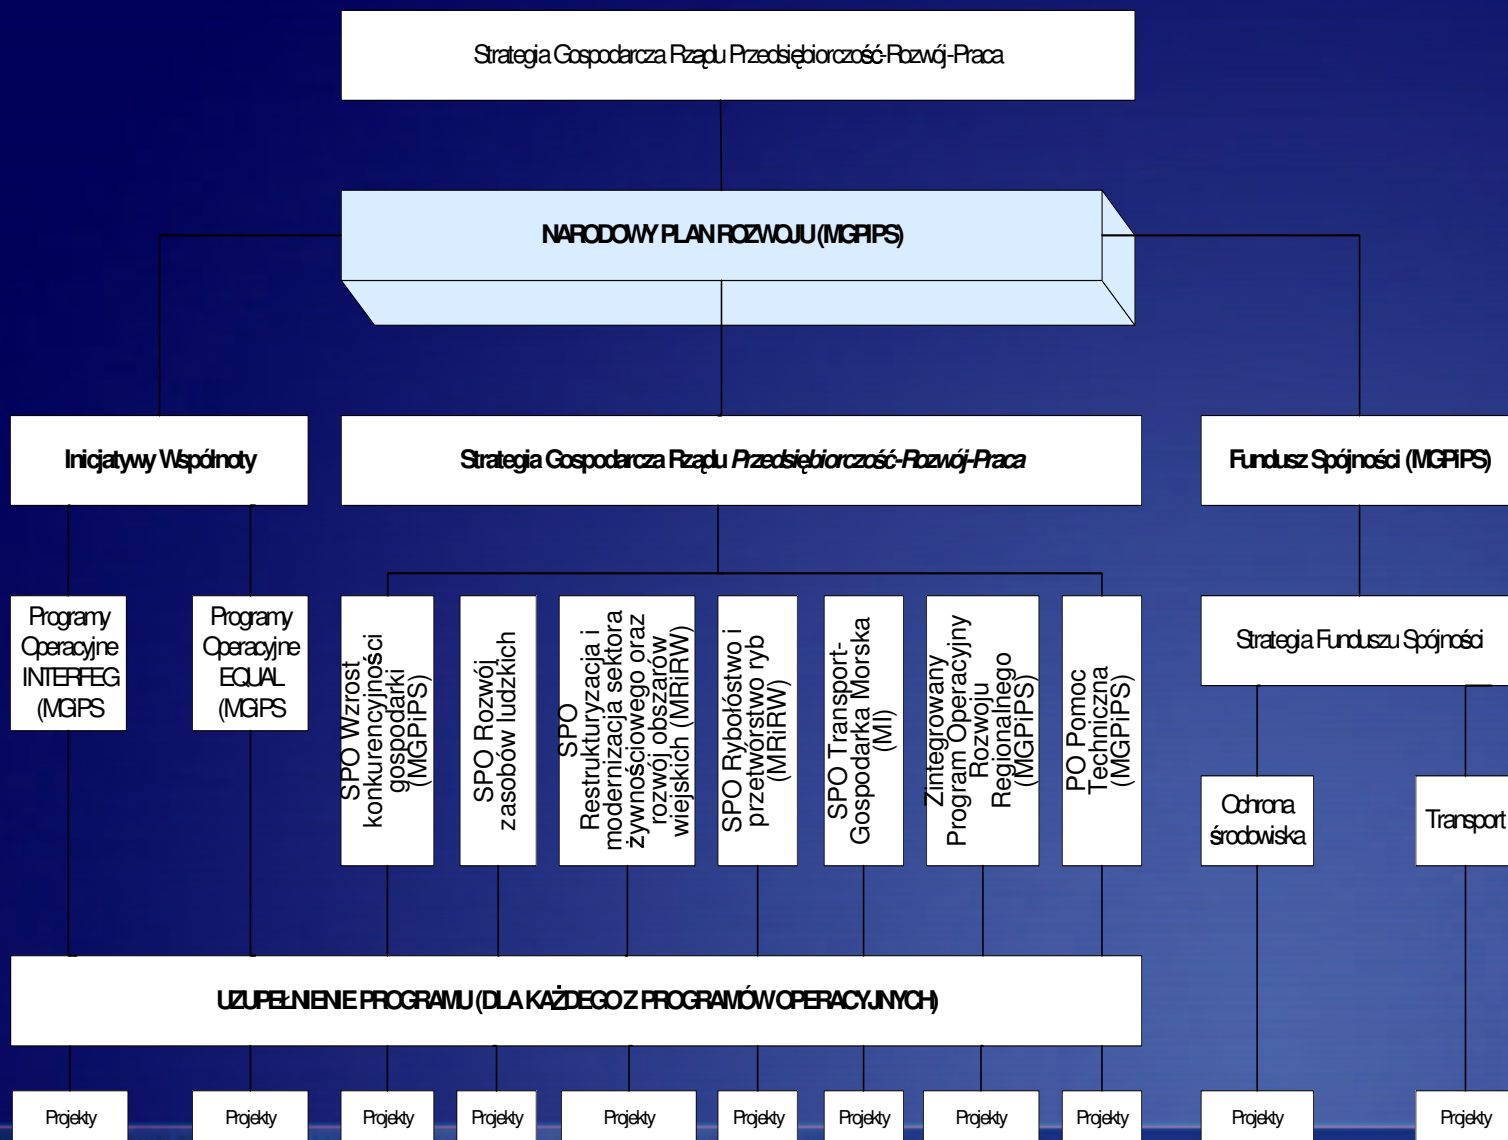 Strategia Gospodarcza Rządu Przedsiębiorczość-Rozwój-Praca
NARODOWY PLAN ROZWOJU (MGPIPS)
Inicjatywy Wspólnoty
Strategia Gospodarcza Rządu Przedsiębiorczość-Rozwój-Praca
Fundusz Spójności (MGPiPS)
Programy
Operacyjne
INTERFEG
(MGiPS
Programy
Operacyjne
EQUAL
(MGiPS
SPO Wzrost
konkurencyjności
gospodarki
(MGPiPS)
SPO Rozwój
zasobów ludzkich
SPO
Restrukturyzacja i
modernizacja sektora
żywnościowego oraz
rozwój obszarów
wiejskich (MRiRW)
SPO Rybołóstwo i
przetwórstwo ryb
(MRiRW)
SPO Transport-
Gospodarka Morska
(MI)
Zintegrowany
Program Operacyjny
Rozwoju
Regionalnego
(MGPiPS)
PO Pomoc
Techniczna
(MGPiPS)
Strategia Funduszu Spójności
Ochrona
środowiska
Transport
UZUPEŁNIENIE PROGRAMU (DLA KAŻDEGO Z PROGRAMÓW OPERACYJNYCH)
Projekty
Projekty
Projekty
Projekty
Projekty
Projekty
Projekty
Projekty
Projekty
Projekty
Projekty